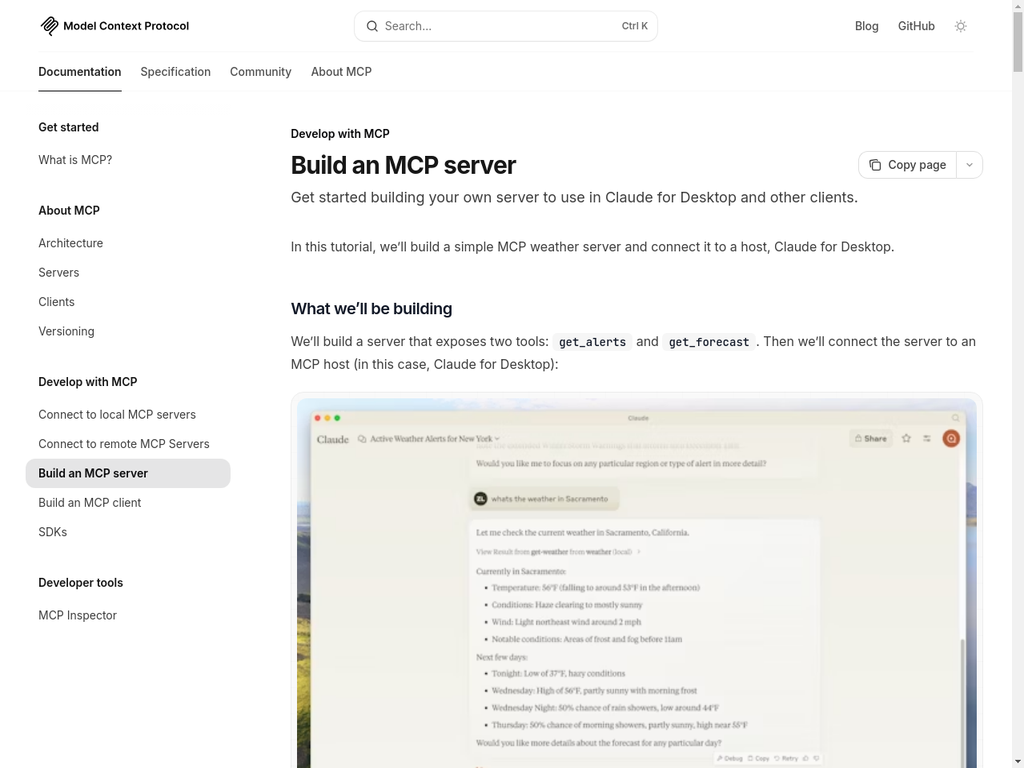 Model Context Protocol
Search...
Ctrl K
Blog
GitHub
Documentation
Specification
Community
About MCP
Get started
What is MCP?
About MCP
Architecture
Servers
Clients
Versioning
Develop with MCP
Connect to local MCP servers
Connect to remote MCP Servers
Build an MCP server
Build an MCP client
SDKs
Developer tools
MCP Inspector
Develop with MCP
Build an MCP server
Copy page
Get started building your own server to use in Claude for Desktop and other clients.
In this tutorial, we’ll build a simple MCP weather server and connect it to a host, Claude for Desktop.
What we’ll be building
We’ll build a server that exposes two tools: get_alerts and get_forecast. Then we’ll connect the server to an
MCP host (in this case, Claude for Desktop):
Claude
Claude
Active Weather Alerts for New York
Share
Would you like me to focus on any particular region or type of alert in more detail?
ZL
whats the weather in Sacramento
Let me check the current weather in Sacramento, California.
View Result from get-weather from weather (local)
Currently in Sacramento:
• Temperature: 56°F (falling to around 53°F in the afternoon)
• Conditions: Haze clearing to mostly sunny
• Wind: Light northeast wind around 2 mph
• Notable conditions: Areas of frost and fog before 11am
Next few days:
• Tonight: Low of 37°F, hazy conditions
• Wednesday: High of 56°F, partly sunny with morning frost
• Wednesday Night: 50% chance of rain showers, low around 44°F
• Thursday: 50% chance of morning showers, partly sunny, high near 55°F
Would you like more details about the forecast for any particular day?
Debug
Copy
Retry